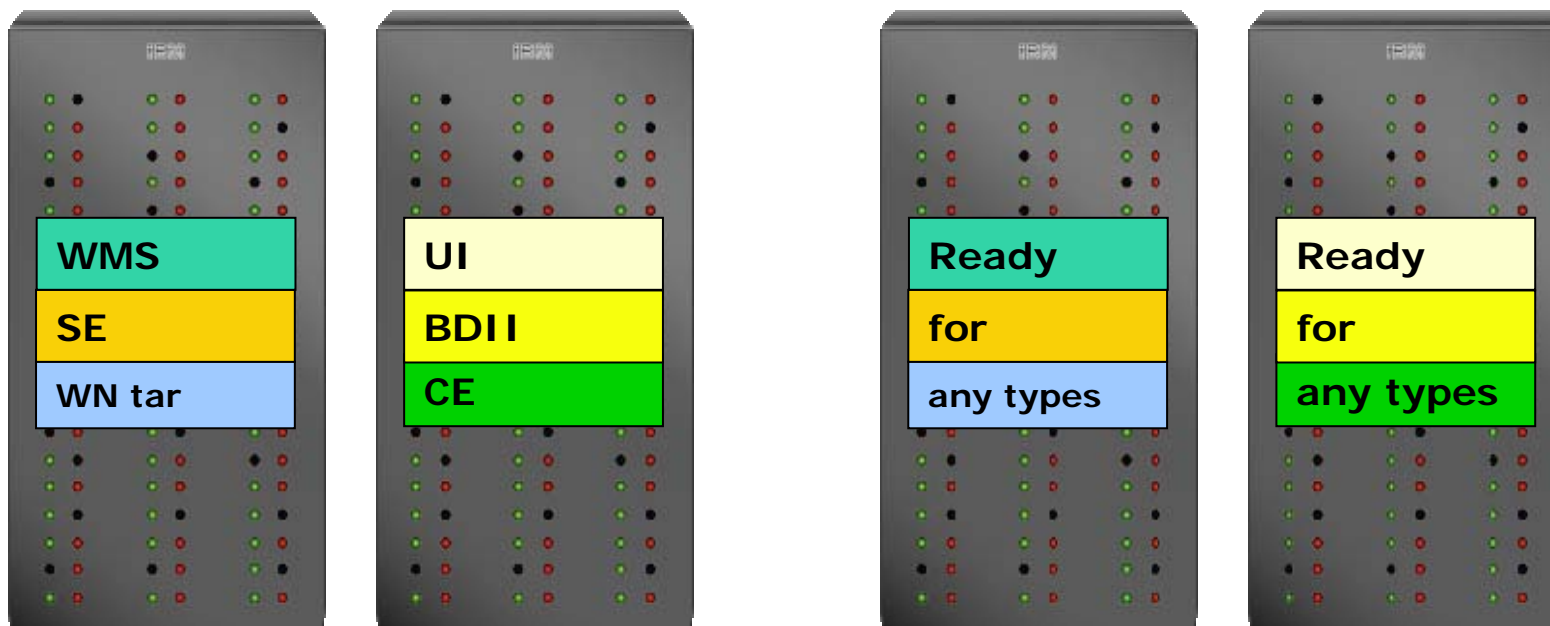 WMS
SE
WN tar
UI
BDII
CE
Ready
for
any types
Ready
for
any types